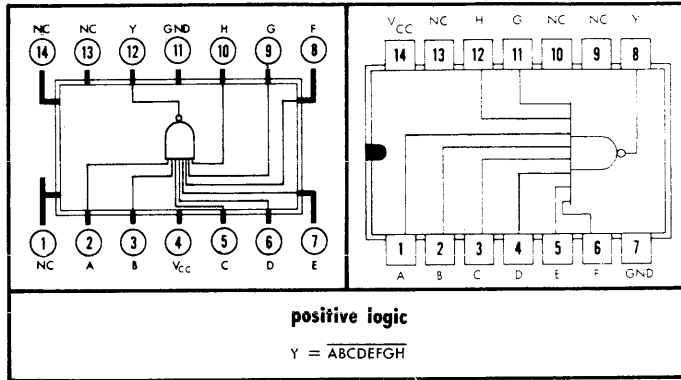 NC NC Y GND H G F
14 13 12 11 10 9 8
1 2 3 4 5 6 7
NC A B VCC C D E
VCC NC H G NC NC Y
14 13 12 11 10 9 8
1 2 3 4 5 6 7
A B C D E F GND
positive logic
Y = ABCDEFGH